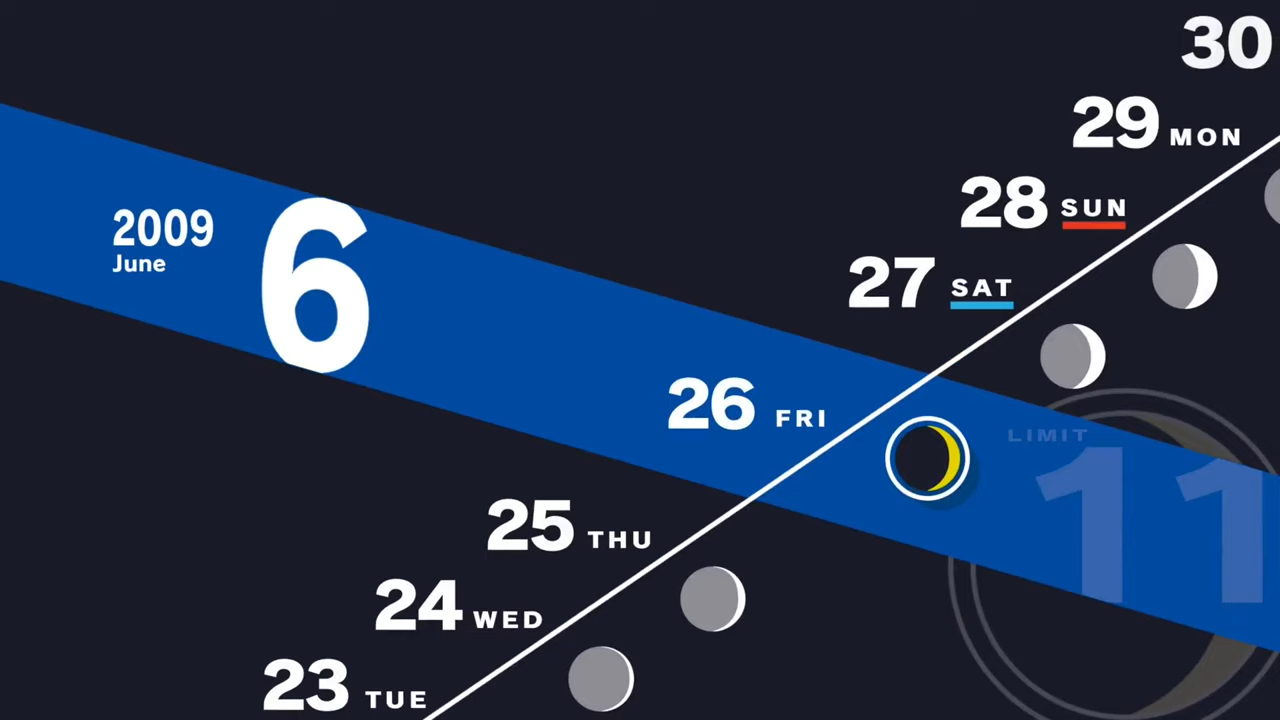 30
29 MON
28 SUN
27 SAT
2009
June
6
26 FRI
LIMIT
11
25 THU
24 WED
23 TUE